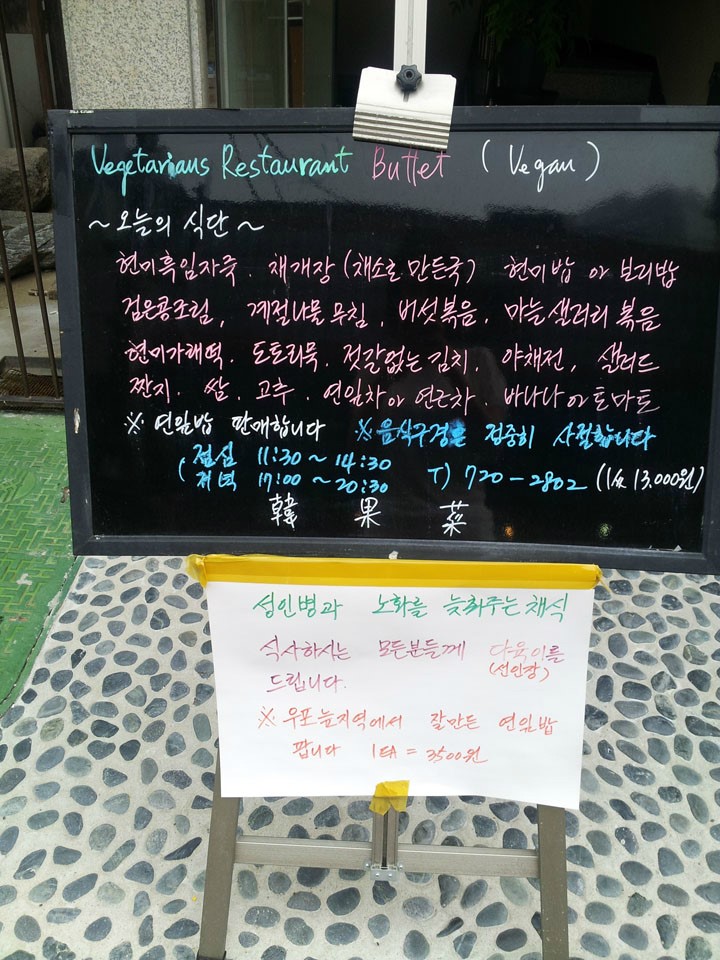 Vegetarians Restaurant Buffet (Vegan)
~ 오늘의 식단 ~
현미흑임자죽. 채개장 (채소로 만든국) 현미밥 or 보리밥
검은콩조림, 계절나물 무침, 버섯볶음, 마늘샐러리 볶음
현미가래떡. 도토리묵. 젓갈없는 김치, 야채전, 샐러드
짠지. 쌈. 고추. 연잎차 or 연근차. 바나나 or 토마토
※ 연잎밥 판매합니다 ※ 음식구경은 정중히 사절합니다
( 점심 11:30 ~ 14:30
저녁 17:00 ~ 20:30 T) 720-2802 (1人 13,000원)
韓 果 菜
성인병과 노화를 늦춰주는 채식
식사하시는 모든분들께 다육이를
(선인장)
드립니다.
※ 우포늪지역에서 잘만든 연잎밥
팝니다 1EA = 3500원